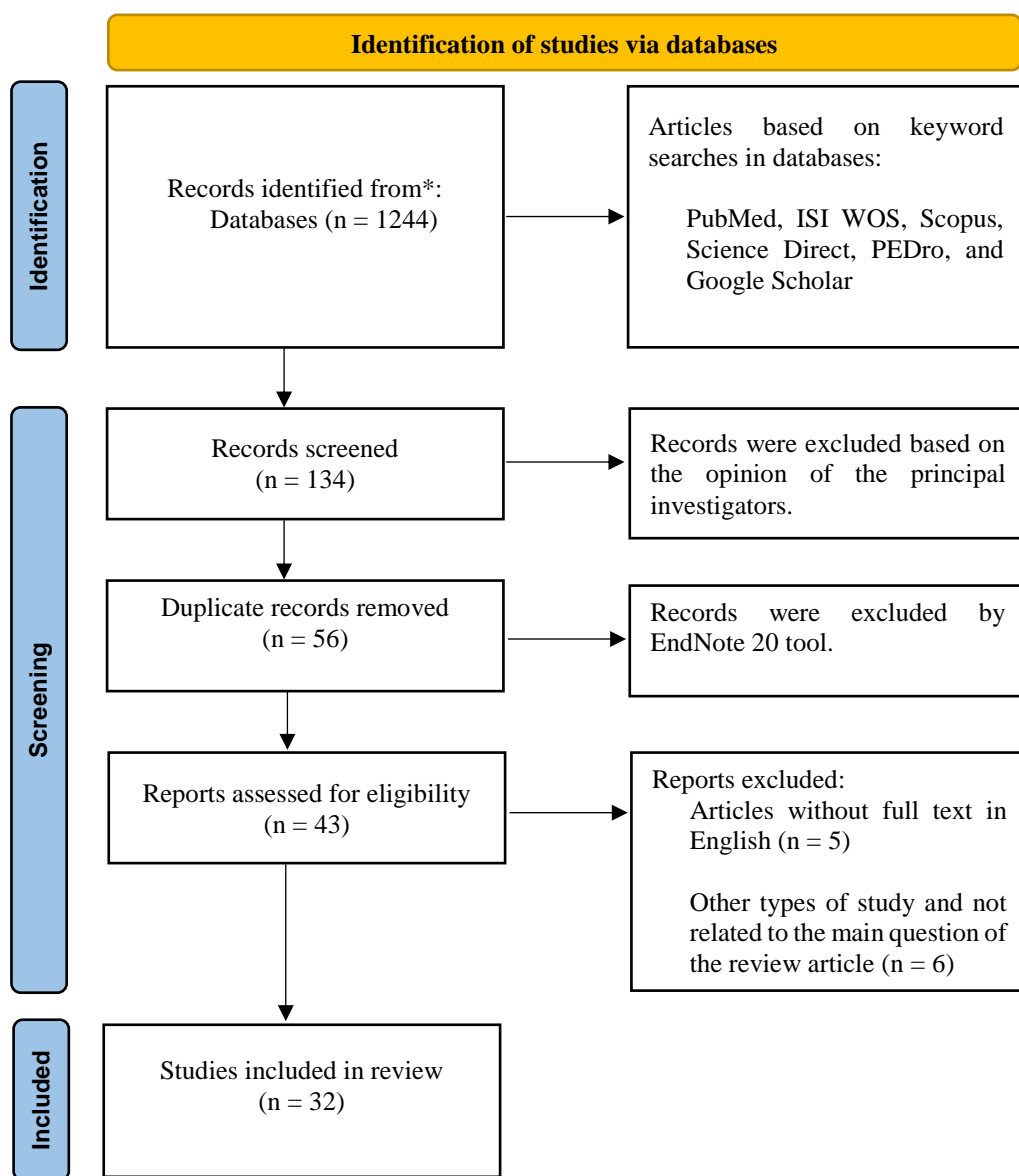 Identification of studies via databases
Identification
Records identified from*:
Databases (n = 1244)
Articles based on keyword
searches in databases:
PubMed, ISI WOS, Scopus,
Science Direct, PEDro, and
Google Scholar
Screening
Records screened
(n = 134)
Records were excluded based on
the opinion of the principal
investigators.
Duplicate records removed
(n = 56)
Records were excluded by
EndNote 20 tool.
Reports assessed for eligibility
(n = 43)
Reports excluded:
Articles without full text in
English (n = 5)
Other types of study and not
related to the main question of
the review article (n = 6)
Included
Studies included in review
(n = 32)